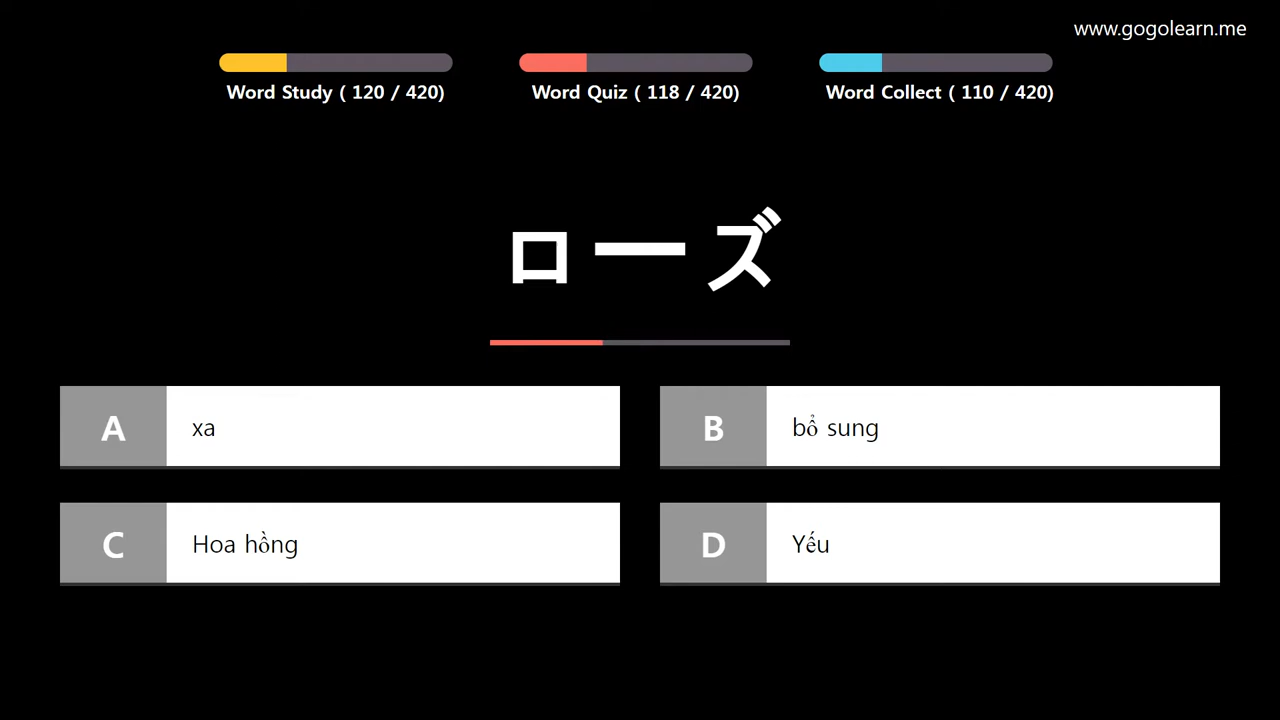 www.gogolearn.me
Word Study ( 120 / 420)
Word Quiz ( 118 / 420)
Word Collect ( 110 / 420)
ローズ
A xa
B bổ sung
C Hoa hồng
D Yếu